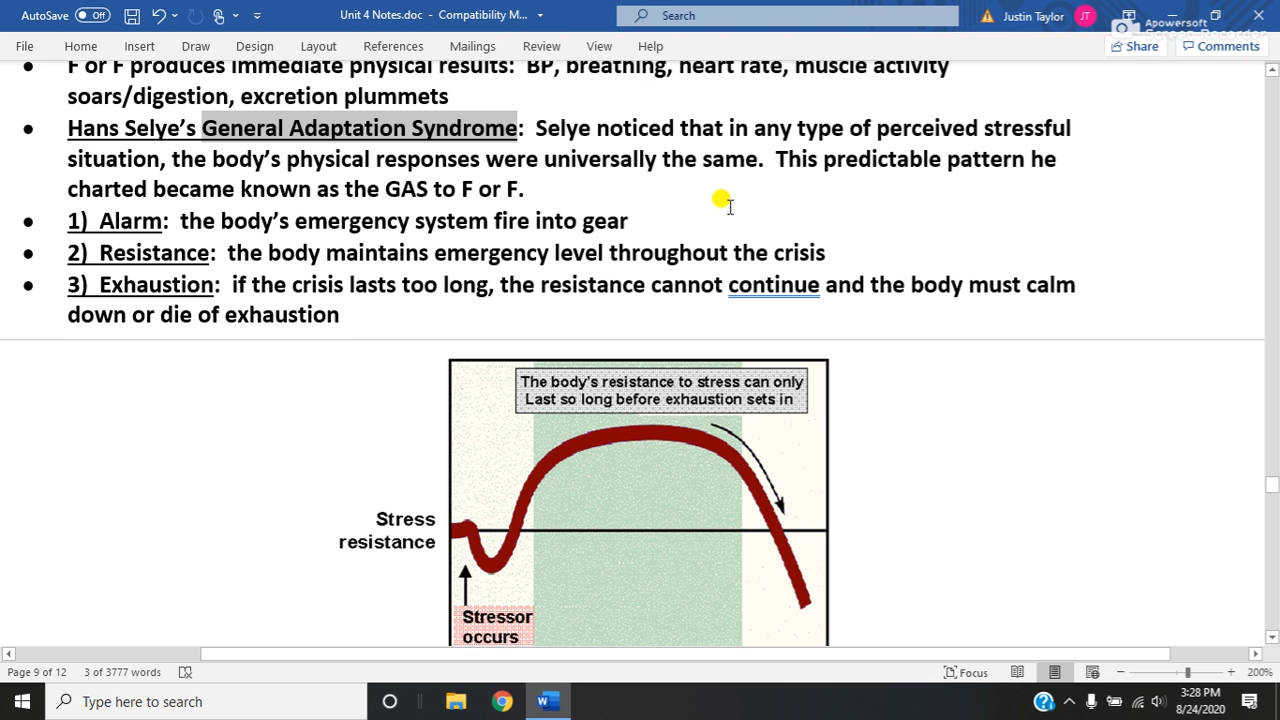 AutoSave Off Unit 4 Notes.doc - Compatibility M... Search Justin Taylor JT
Apowersoft
Screen Recorder
File Home Insert Draw Design Layout References Mailings Review View Help Share Comments
F or F produces immediate physical results: BP, breathing, heart rate, muscle activity
soars/digestion, excretion plummets
• Hans Selye's General Adaptation Syndrome: Selye noticed that in any type of perceived stressful
situation, the body's physical responses were universally the same. This predictable pattern he
charted became known as the GAS to F or F.
• 1) Alarm: the body's emergency system fire into gear
• 2) Resistance: the body maintains emergency level throughout the crisis
• 3) Exhaustion: if the crisis lasts too long, the resistance cannot continue and the body must calm
down or die of exhaustion
The body's resistance to stress can only
Last so long before exhaustion sets in
Stress
resistance
Stressor
occurs
Page 9 of 12 3 of 3777 words Focus 200%
Type here to search
3:28 PM
8/24/2020